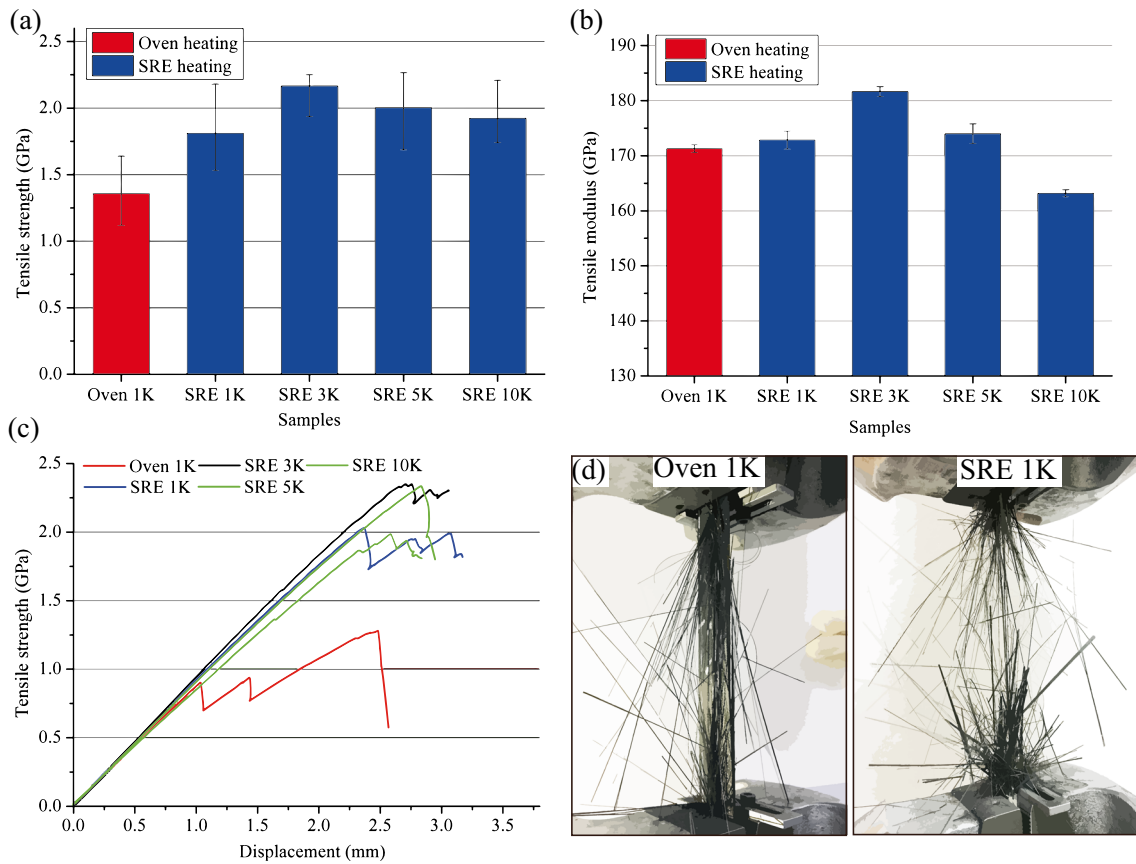 (a)
2.5
2.0
1.5
1.0
0.5
0.0
Tensile strength (GPa)
Oven heating
SRE heating
Oven 1K SRE 1K SRE 3K SRE 5K SRE 10K
Samples
(b)
190
180
170
160
150
140
130
Tensile modulus (GPa)
Oven heating
SRE heating
Oven 1K SRE 1K SRE 3K SRE 5K SRE 10K
Samples
(c)
2.5
2.0
1.5
1.0
0.5
0.0
Tensile strength (GPa)
Oven 1K SRE 3K SRE 10K
SRE 1K SRE 5K
0.0 0.5 1.0 1.5 2.0 2.5 3.0 3.5
Displacement (mm)
(d) Oven 1K SRE 1K